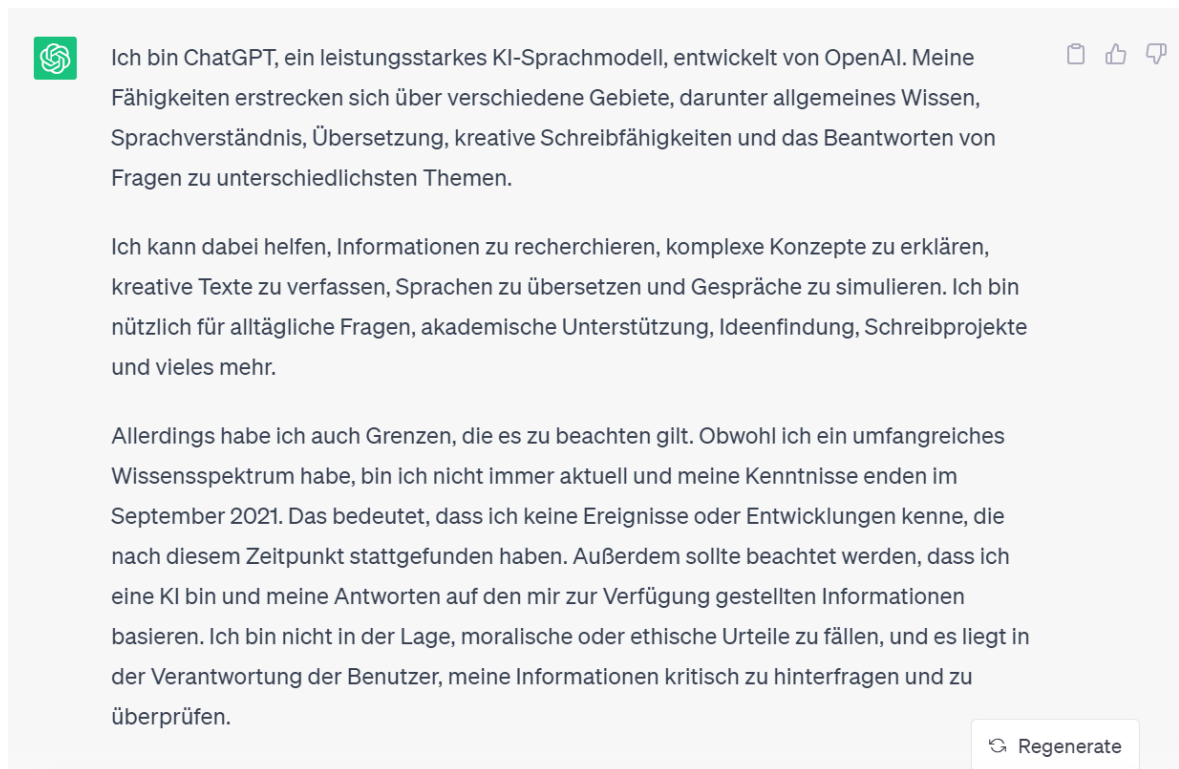 Ich bin ChatGPT, ein leistungsstarkes KI-Sprachmodell, entwickelt von OpenAI. Meine
Fähigkeiten erstrecken sich über verschiedene Gebiete, darunter allgemeines Wissen,
Sprachverständnis, Übersetzung, kreative Schreibfähigkeiten und das Beantworten von
Fragen zu unterschiedlichsten Themen.
Ich kann dabei helfen, Informationen zu recherchieren, komplexe Konzepte zu erklären,
kreative Texte zu verfassen, Sprachen zu übersetzen und Gespräche zu simulieren. Ich bin
nützlich für alltägliche Fragen, akademische Unterstützung, Ideenfindung, Schreibprojekte
und vieles mehr.
Allerdings habe ich auch Grenzen, die es zu beachten gilt. Obwohl ich ein umfangreiches
Wissensspektrum habe, bin ich nicht immer aktuell und meine Kenntnisse enden im
September 2021. Das bedeutet, dass ich keine Ereignisse oder Entwicklungen kenne, die
nach diesem Zeitpunkt stattgefunden haben. Außerdem sollte beachtet werden, dass ich
eine KI bin und meine Antworten auf den mir zur Verfügung gestellten Informationen
basieren. Ich bin nicht in der Lage, moralische oder ethische Urteile zu fällen, und es liegt in
der Verantwortung der Benutzer, meine Informationen kritisch zu hinterfragen und zu
überprüfen.
Regenerate